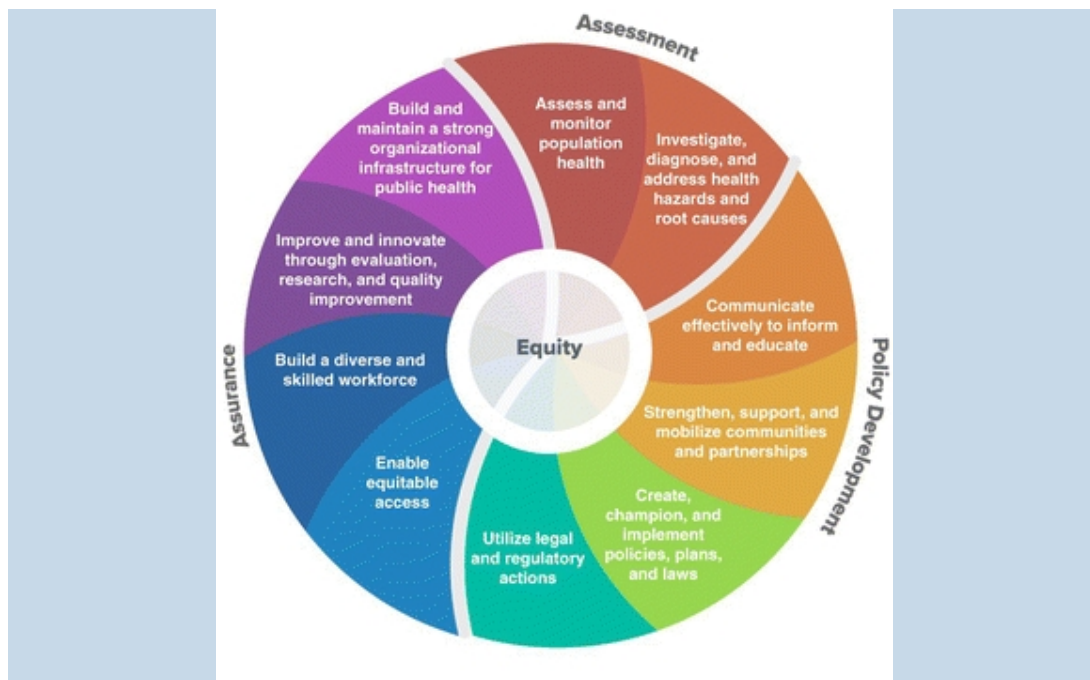 Assessment
Assess and
monitor
population
health
Investigate,
diagnose, and
address health
hazards and
root causes
Policy Development
Communicate
effectively to inform
and educate
Strengthen, support, and
mobilize communities
and partnerships
Create,
champion, and
implement
policies, plans,
and laws
Utilize legal
and regulatory
actions
Assurance
Enable
equitable
access
Build a diverse and
skilled workforce
Improve and innovate
through evaluation,
research, and quality
improvement
Build and
maintain a strong
organizational
infrastructure for
public health
Equity